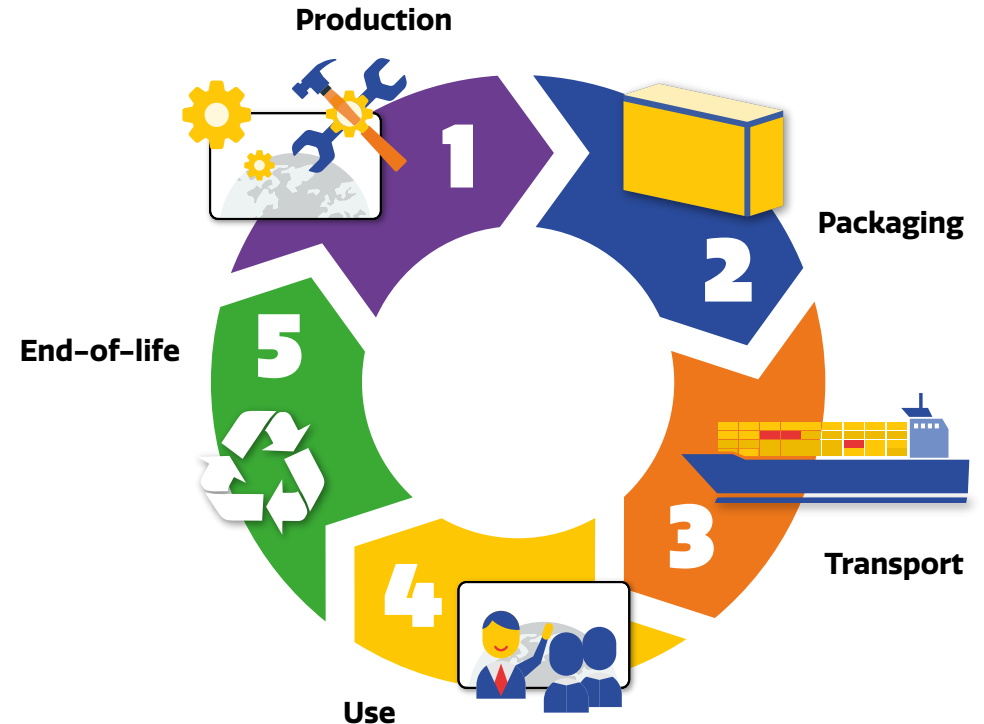 Production
1
2
Packaging
3
Transport
4
Use
5
End-of-life